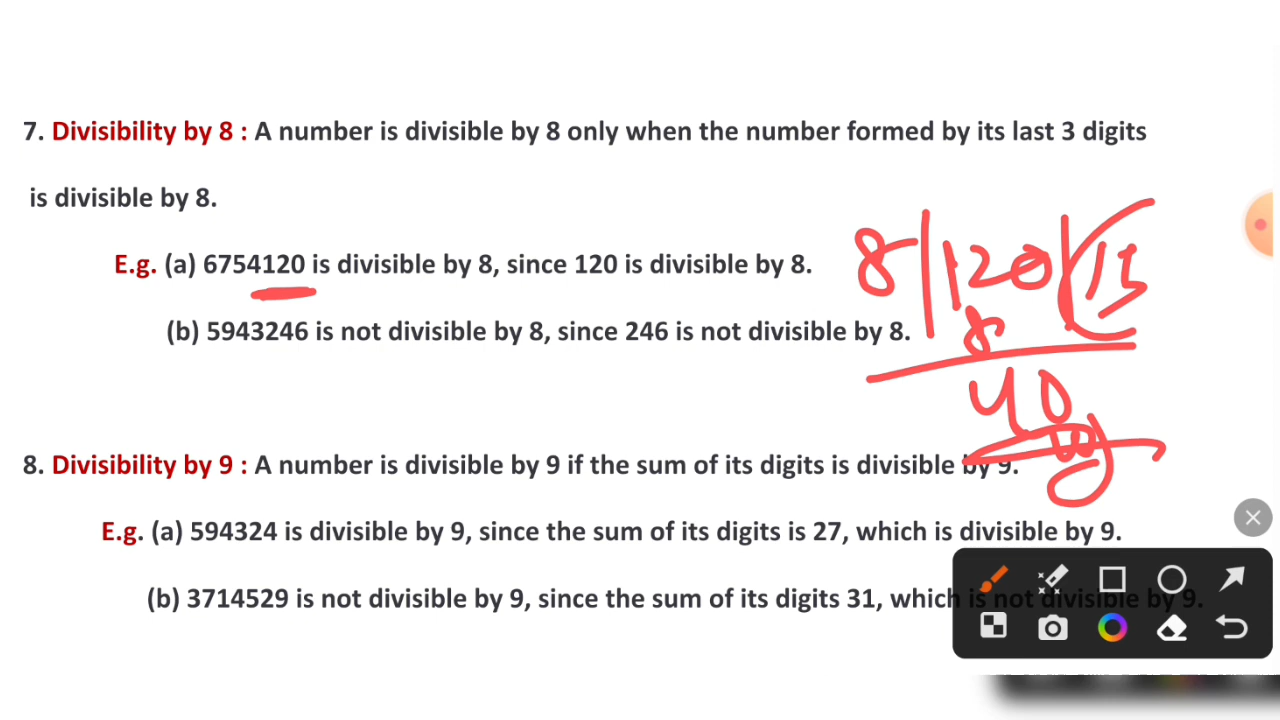 7. Divisibility by 8 : A number is divisible by 8 only when the number formed by its last 3 digits
is divisible by 8.
E.g. (a) 6754120 is divisible by 8, since 120 is divisible by 8.
8 120 15
(b) 5943246 is not divisible by 8, since 246 is not divisible by 8.
8
40
8. Divisibility by 9 : A number is divisible by 9 if the sum of its digits is divisible by 9.
E.g. (a) 594324 is divisible by 9, since the sum of its digits is 27, which is divisible by 9.
(b) 3714529 is not divisible by 9, since the sum of its digits 31, which is not divisible by 9.